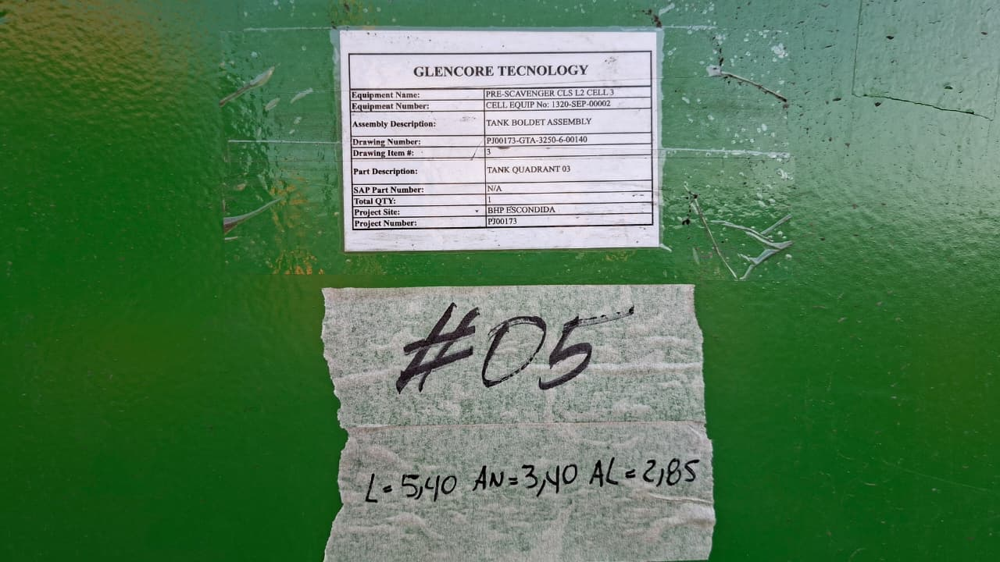 GLENCORE TECNOLOGY
Equipment Name: PRE-SCAVENGER CLS L2 CELL 3
Equipment Number: CELL EQUIP No: 1320-SEP-00002
Assembly Description: TANK BOLDET ASSEMBLY
Drawing Number: PJ00173-GTA-3250-6-00140
Drawing Item #: 3
Part Description: TANK QUADRANT 03
SAP Part Number: N/A
Total QTY: 1
Project Site: BHP ESCONDIDA
Project Number: PJ00173
#05
L=5,40 AN=3,40 AL=2,85